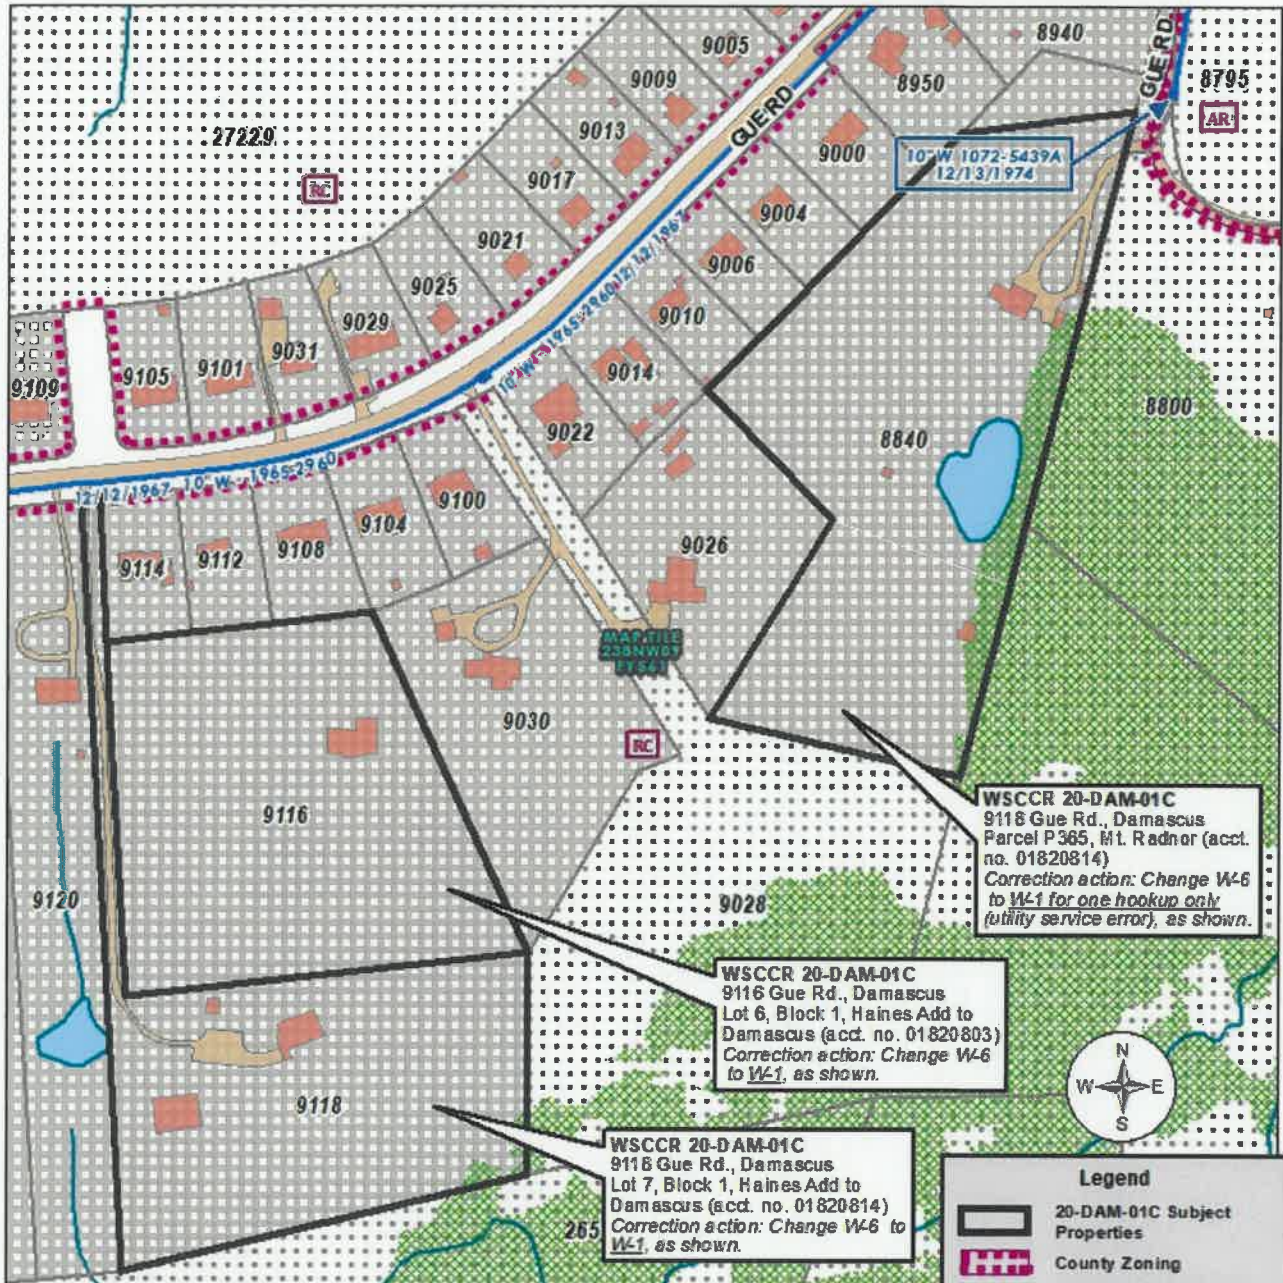 9005
8940
GUE RD
9009
8950
8795
AR
27229
9013
GUE RD
9000
10" W 1072-5439A
12/13/1974
RC
9017
9004
9021
9006
9025
9010
10" W - 1965-2960 12/12/1967
9029
9031
9101
9105
9109
9014
8800
9022
8840
12/12/1967 10" W - 1965-2960
9100
9104
9108
9112
9114
9026
MAP TILE
9030
RC
WSCCR 20-DAM-01C
9118 Gue Rd., Damascus
Parcel P365, Mt. Radnor (acct.
no. 01820814)
Correction action: Change W-6
to W-1 for one hookup only
(utility service error), as shown.
9116
9120
9028
WSCCR 20-DAM-01C
9116 Gue Rd., Damascus
Lot 6, Block 1, Haines Add to
Damascus (acct. no. 01820803)
Correction action: Change W-6
to W-1, as shown.
N
W E
S
9118
WSCCR 20-DAM-01C
9118 Gue Rd., Damascus
Lot 7, Block 1, Haines Add to
Damascus (acct. no. 01820814)
Correction action: Change W-6 to
W-1, as shown.
265
Legend
20-DAM-01C Subject
Properties
County Zoning